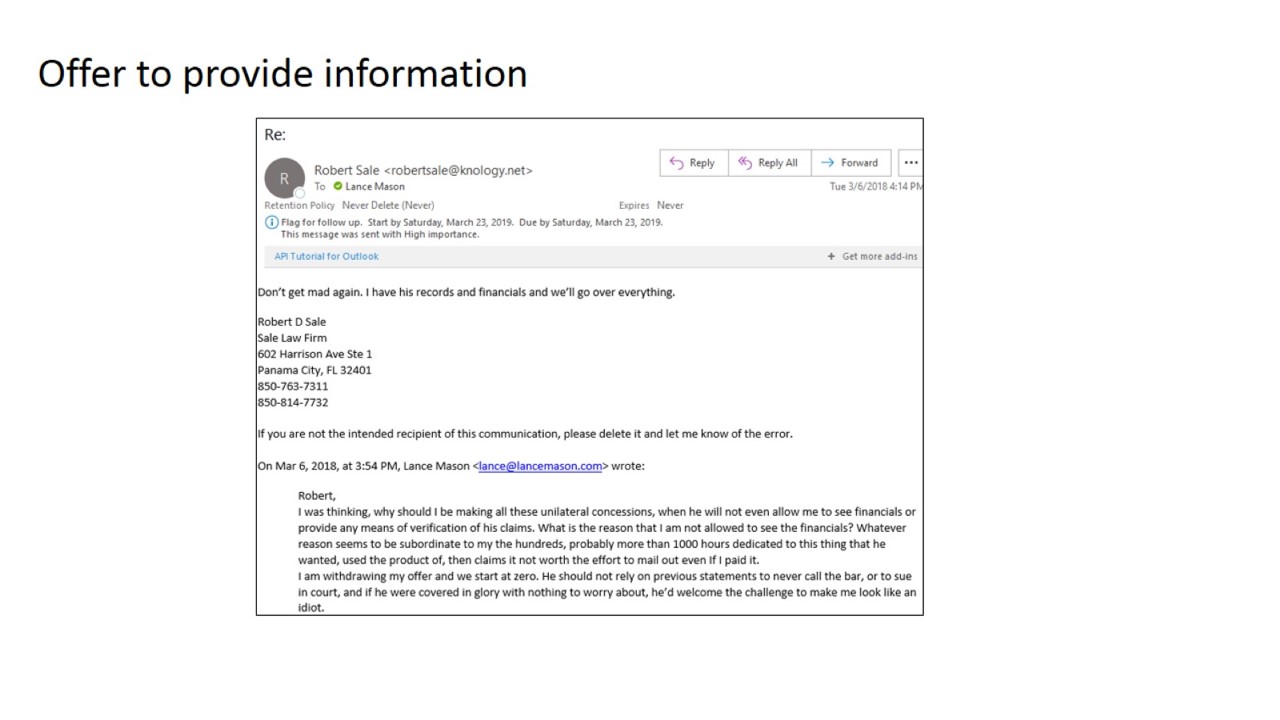 Offer to provide information
Re:
R
Robert Sale <robertsale@knology.net>
Reply
Reply All
Forward
...
To Lance Mason
Tue 3/6/2018 4:14 PM
Retention Policy Never Delete (Never)
Expires Never
Flag for follow up. Start by Saturday, March 23, 2019. Due by Saturday, March 23, 2019.
This message was sent with High importance.
API Tutorial for Outlook
+ Get more add-ins
Don't get mad again. I have his records and financials and we'll go over everything.
Robert D Sale
Sale Law Firm
602 Harrison Ave Ste 1
Panama City, FL 32401
850-763-7311
850-814-7732
If you are not the intended recipient of this communication, please delete it and let me know of the error.
On Mar 6, 2018, at 3:54 PM, Lance Mason <lance@lancemason.com> wrote:
Robert,
I was thinking, why should I be making all these unilateral concessions, when he will not even allow me to see financials or
provide any means of verification of his claims. What is the reason that I am not allowed to see the financials? Whatever
reason seems to be subordinate to my the hundreds, probably more than 1000 hours dedicated to this thing that he
wanted, used the product of, then claims it not worth the effort to mail out even If I paid it.
I am withdrawing my offer and we start at zero. He should not rely on previous statements to never call the bar, or to sue
in court, and if he were covered in glory with nothing to worry about, he'd welcome the challenge to make me look like an
idiot.